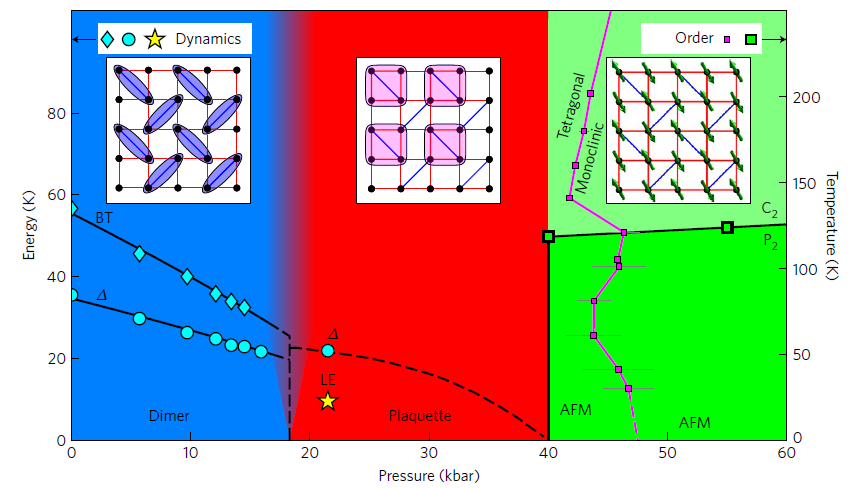 Dynamics
Order
Tetragonal
Monoclinic
80
60
40
20
0
Energy (K)
200
150
100
50
0
Temperature (K)
BT
Δ
Δ
LE
C2
P2
Dimer
Plaquette
AFM
AFM
0
10
20
30
40
50
60
Pressure (kbar)